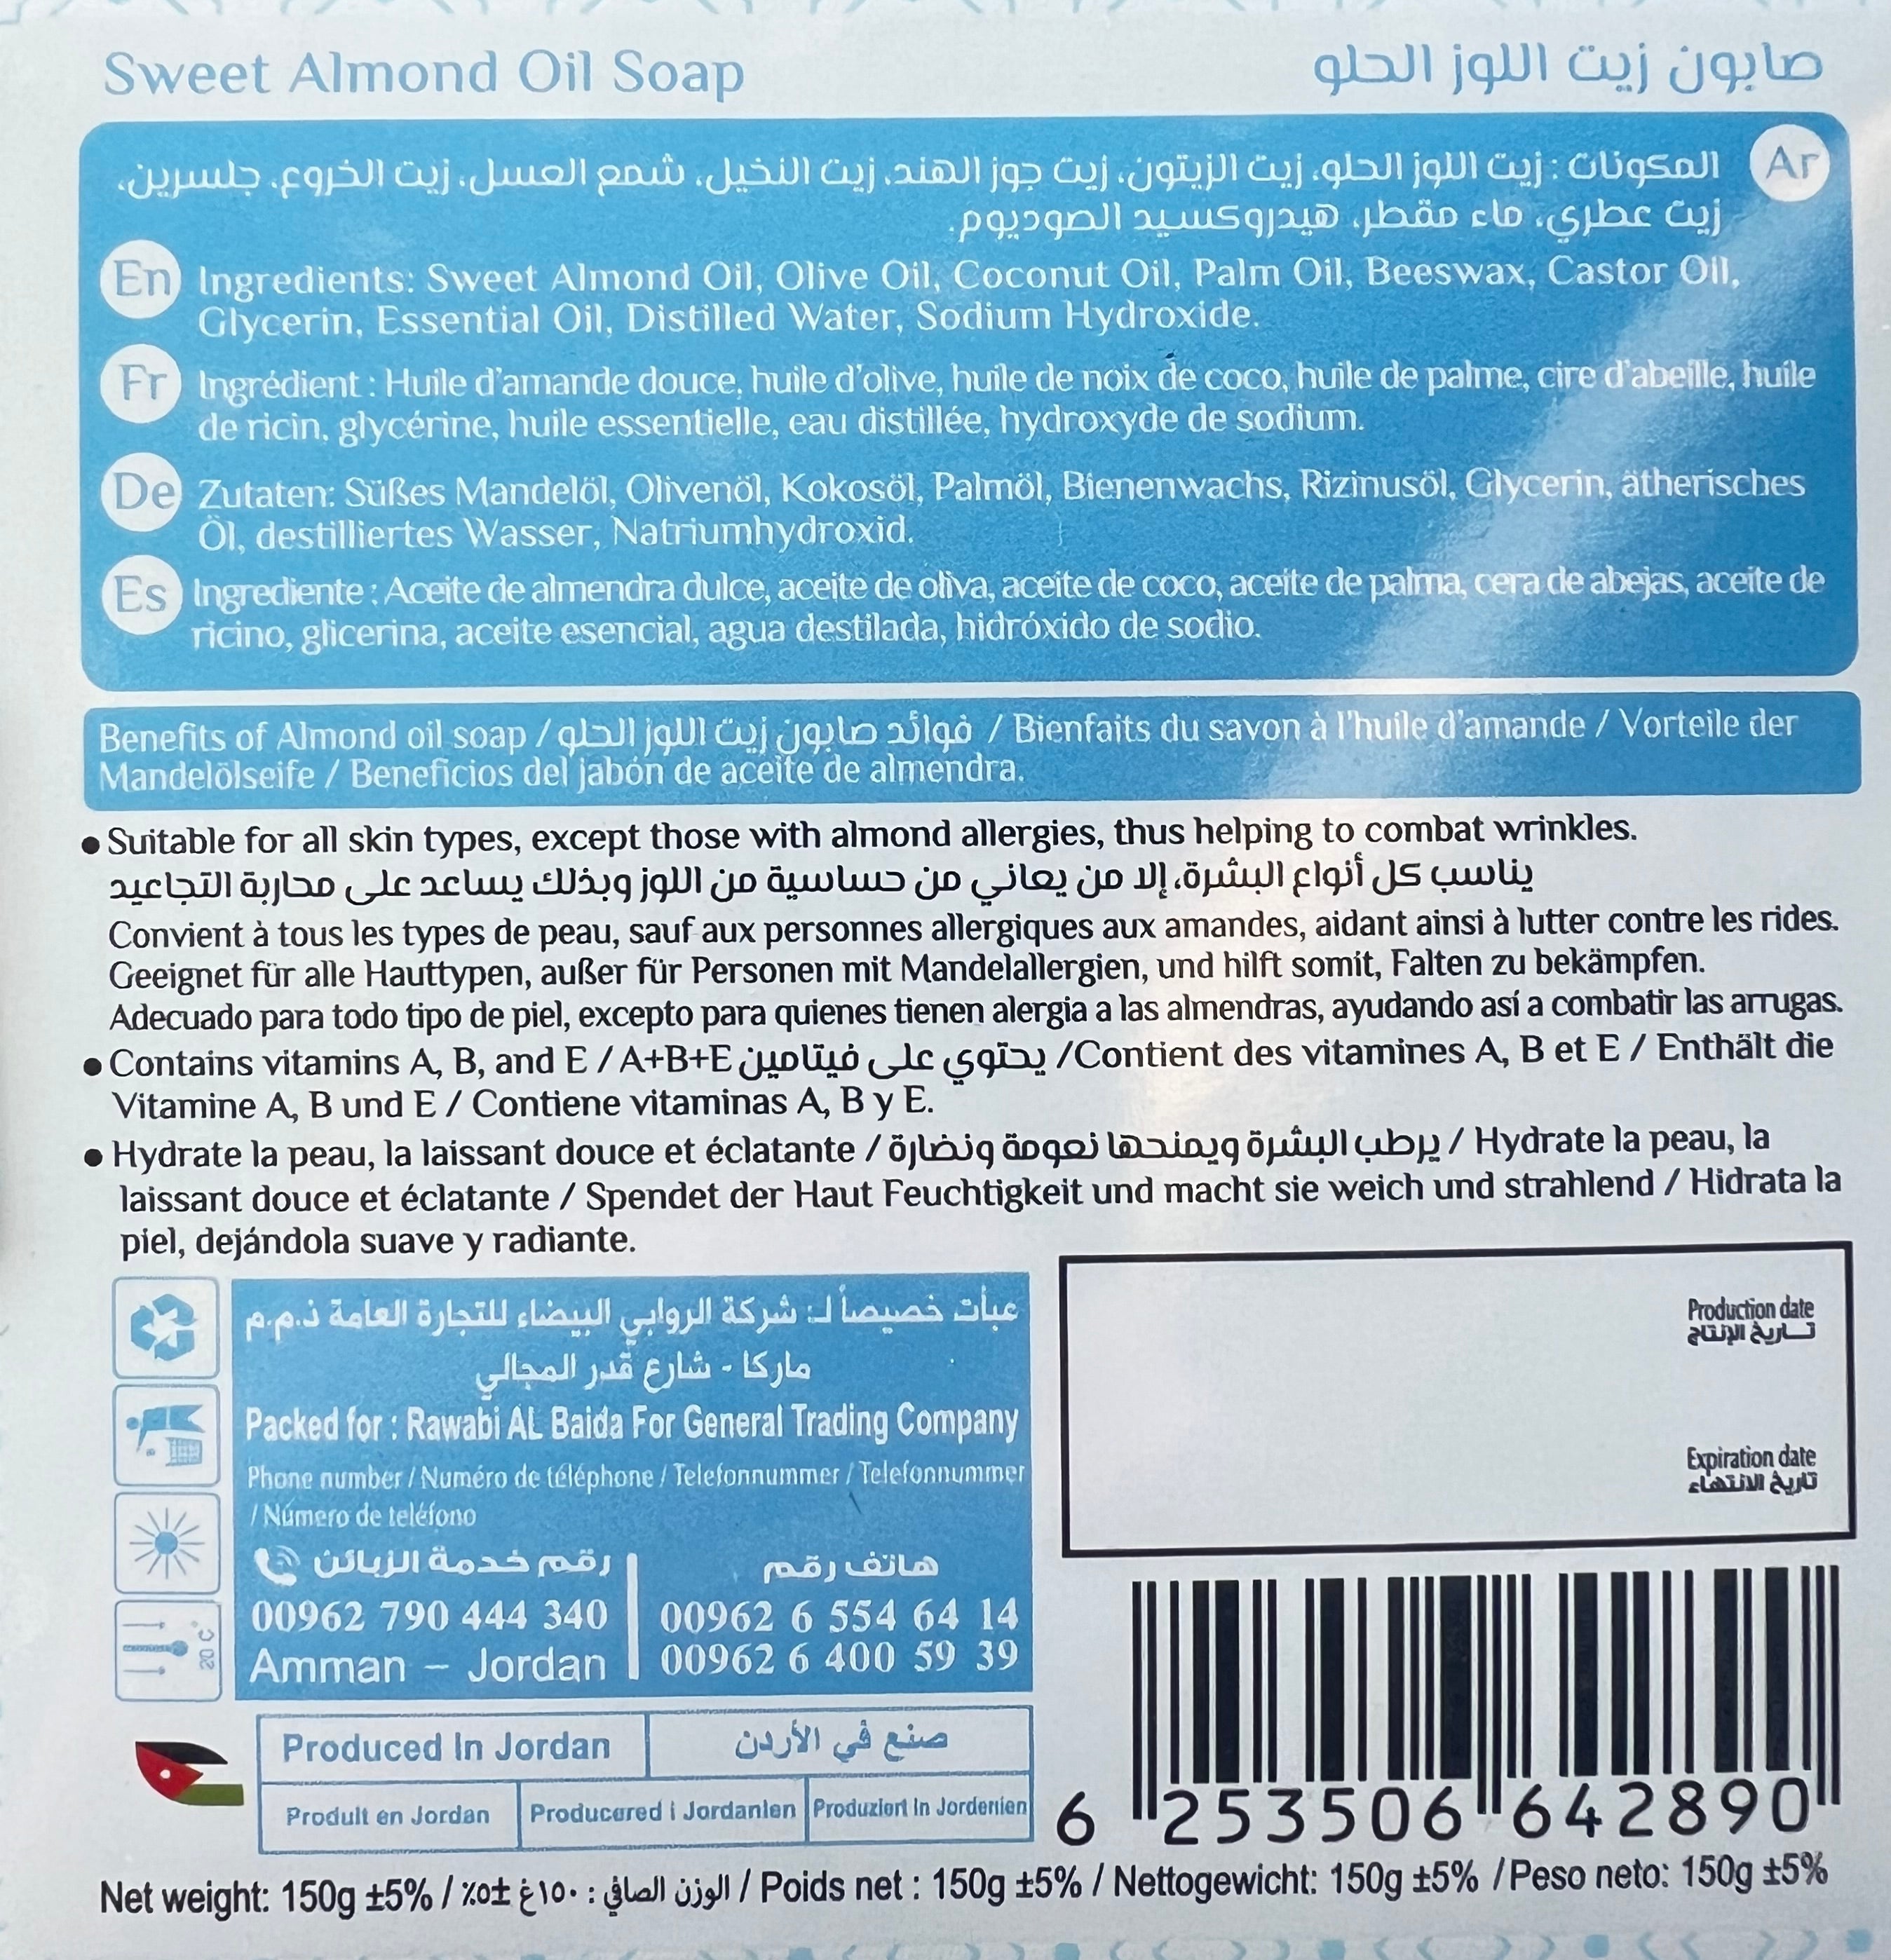 Sweet Almond Oil Soap
صابون زيت اللوز الحلو
Ar
المكونات : زيت اللوز الحلو، زيت الزيتون، زيت جوز الهند، زيت النخيل، شمع العسل، زيت الخروع، جلسرين،
زيت عطري، ماء مقطر، هيدروكسيد الصوديوم.
En
Ingredients: Sweet Almond Oil, Olive Oil, Coconut Oil, Palm Oil, Beeswax, Castor Oil,
Glycerin, Essential Oil, Distilled Water, Sodium Hydroxide.
Fr
Ingrédient : Huile d'amande douce, huile d'olive, huile de noix de coco, huile de palme, cire d'abeille, huile
de ricin, glycérine, huile essentielle, eau distillée, hydroxyde de sodium.
De
Zutaten: Süßes Mandelöl, Olivenöl, Kokosöl, Palmöl, Bienenwachs, Rizinusöl, Glycerin, ätherisches
Öl, destilliertes Wasser, Natriumhydroxid.
Es
Ingrediente : Aceite de almendra dulce, aceite de oliva, aceite de coco, aceite de palma, cera de abejas, aceite de
ricino, glicerina, aceite esencial, agua destilada, hidróxido de sodio.
Benefits of Almond oil soap / فوائد صابون زيت اللوز الحلو / Bienfaits du savon à l'huile d'amande / Vorteile der
Mandelölseife / Beneficios del jabón de aceite de almendra.
● Suitable for all skin types, except those with almond allergies, thus helping to combat wrinkles.
يناسب كل أنواع البشرة، إلا من يعاني من حساسية من اللوز وبذلك يساعد على محاربة التجاعيد
Convient à tous les types de peau, sauf aux personnes allergiques aux amandes, aidant ainsi à lutter contre les rides.
Geeignet für alle Hauttypen, außer für Personen mit Mandelallergien, und hilft somit, Falten zu bekämpfen.
Adecuado para todo tipo de piel, excepto para quienes tienen alergia a las almendras, ayudando así a combatir las arrugas.
● Contains vitamins A, B, and E / A+B+E يحتوي على فيتامين /Contient des vitamines A, B et E / Enthält die
Vitamine A, B und E / Contiene vitaminas A, B y E.
● Hydrate la peau, la laissant douce et éclatante / يرطب البشرة ويمنحها نعومة ونضارة / Hydrate la peau, la
laissant douce et éclatante / Spendet der Haut Feuchtigkeit und macht sie weich und strahlend / Hidrata la
piel, dejándola suave y radiante.
عبأت خصيصاً لـ: شركة الروابي البيضاء للتجارة العامة ذ.م.م
ماركا - شارع قدر المجالي
Packed for : Rawabi AL Baida For General Trading Company
Phone number / Numéro de téléphone / Telefonnummer / Telefonnummer
/ Número de teléfono
رقم خدمة الزبائن
00962 790 444 340
Amman – Jordan
هاتف رقم
00962 6 554 64 14
00962 6 400 59 39
20 C°
Production date
تاريخ الإنتاج
Expiration date
تاريخ الانتهاء
Produced In Jordan
صنع في الأردن
Produit en Jordan
Producered i Jordanien
Produziert in Jordenien
6 253506 642890
Net weight: 150g ±5% / الوزن الصافي : ١٥٠غ ±٥٪ / Poids net : 150g ±5% / Nettogewicht: 150g ±5% / Peso neto: 150g ±5%